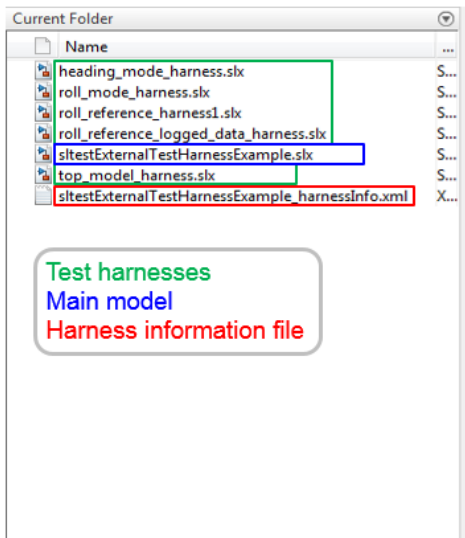 Current Folder
Name ...
heading_mode_harness.slx S...
roll_mode_harness.slx S...
roll_reference_harness1.slx S...
roll_reference_logged_data_harness.slx S...
sltestExternalTestHarnessExample.slx S...
top_model_harness.slx S...
sltestExternalTestHarnessExample_harnessInfo.xml X...
Test harnesses
Main model
Harness information file